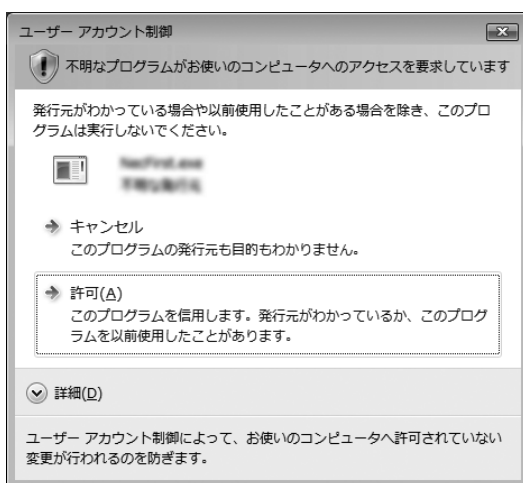 ユーザー アカウント制御
不明なプログラムがお使いのコンピュータへのアクセスを要求しています
発行元がわかっている場合や以前使用したことがある場合を除き、このプロ
グラムは実行しないでください。
キャンセル
このプログラムの発行元も目的もわかりません。
許可(A)
このプログラムを信用します。発行元がわかっているか、このプログ
ラムを以前使用したことがあります。
詳細(D)
ユーザー アカウント制御によって、お使いのコンピュータへ許可されていない
変更が行われるのを防ぎます。